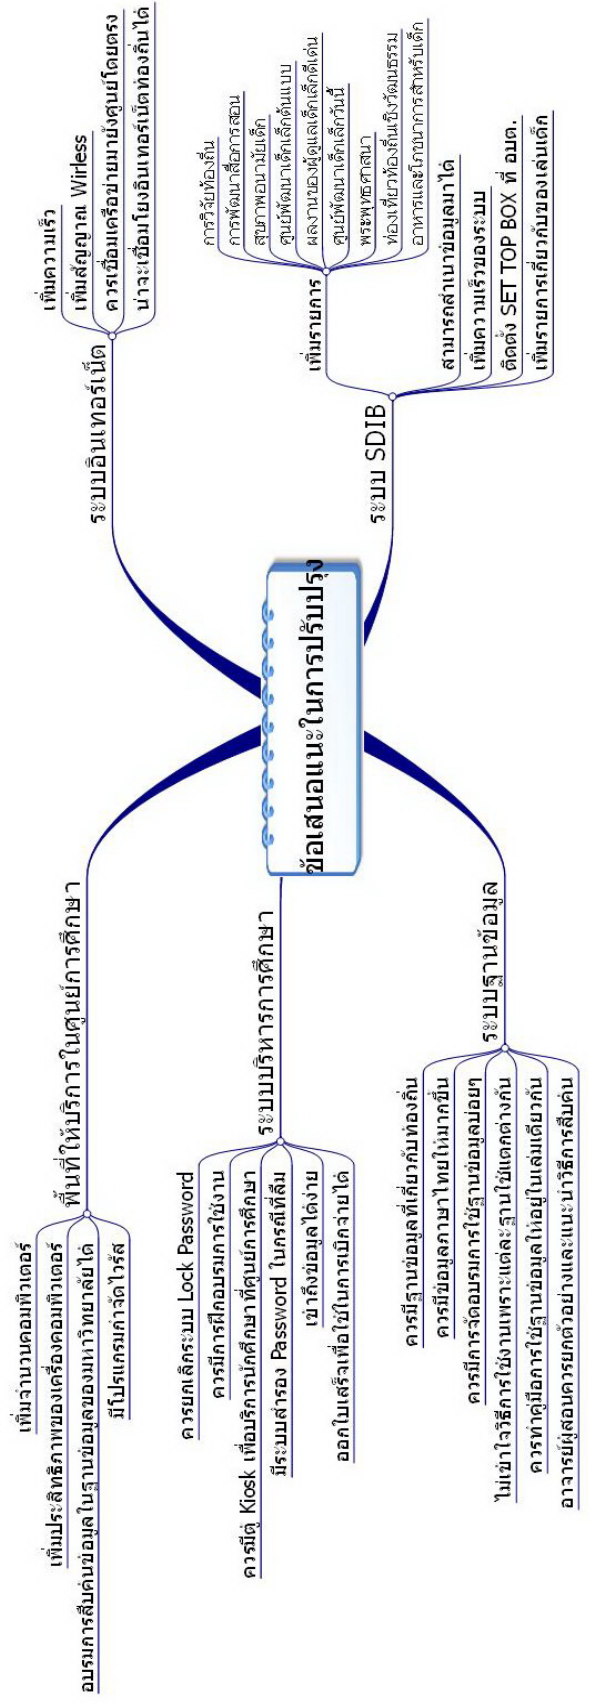 ข้อเสนอแนะในการปรับปรุง
พื้นที่ให้บริการในศูนย์การศึกษา
เพิ่มจำนวนคอมพิวเตอร์
เพิ่มประสิทธิภาพของเครื่องคอมพิวเตอร์
อบรมการสืบค้นข้อมูลในฐานข้อมูลของมหาวิทยาลัยได้
มีโปรแกรมกำจัดไวรัส
ระบบบริหารการศึกษา
ควรยกเลิกระบบ Lock Password
ควรมีการฝึกอบรมการใช้งาน
ควรมีตู้ Kiosk เพื่อบริการนักศึกษาที่ศูนย์การศึกษา
มีระบบสำรอง Password ในกรณีที่ลืม
เข้าถึงข้อมูลได้ง่าย
ออกใบเสร็จเพื่อใช้ในการเบิกจ่ายได้
ระบบฐานข้อมูล
ควรมีฐานข้อมูลที่เกี่ยวกับท้องถิ่น
ควรมีข้อมูลภาษาไทยให้มากขึ้น
ควรมีการจัดอบรมการใช้ฐานข้อมูลบ่อยๆ
ไม่เข้าใจวิธีการใช้งานเพราะแต่ละฐานใช้แตกต่างกัน
ควรทำคู่มือการใช้ฐานข้อมูลให้อยู่ในเล่มเดียวกัน
อาจารย์ผู้สอนควรยกตัวอย่างและแนะนำวิธีการสืบค้น
ระบบอินเทอร์เน็ต
เพิ่มความเร็ว
เพิ่มสัญญาณ Wirless
ควรเชื่อมเครือข่ายมายังศูนย์โดยตรง
น่าจะเชื่อมโยงอินเทอร์เน็ตท้องถิ่นได้
ระบบ SDIB
เพิ่มรายการ
การวิจัยท้องถิ่น
การพัฒนาสื่อการสอน
สุขภาพอนามัยเด็ก
ศูนย์พัฒนาเด็กเล็กต้นแบบ
ผลงานของผู้ดูแลเด็กเล็กดีเด่น
ศูนย์พัฒนาเด็กเล็กวันนี้
พระพุทธศาสนา
ท่องเที่ยวท้องถิ่นเชิงวัฒนธรรม
อาหารและโภชนาการสำหรับเด็ก
สามารถสำเนาข้อมูลมาได้
เพิ่มความเร็วของระบบ
ติดตั้ง SET TOP BOX ที่ อบต.
เพิ่มรายการเกี่ยวกับของเล่นเด็ก